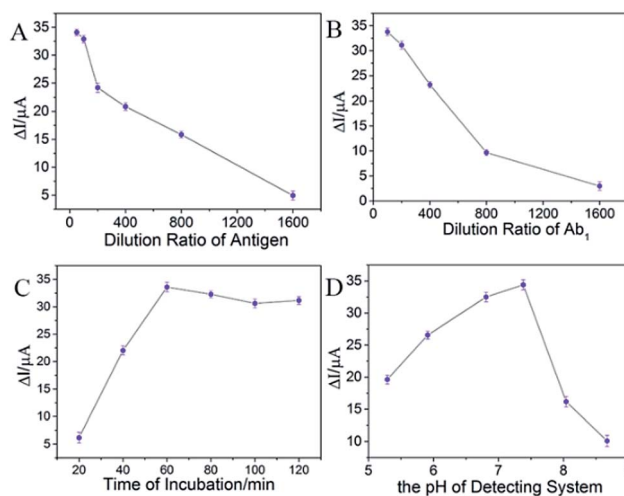 A
ΔI/μA
35
30
25
20
15
10
5
0 400 800 1200 1600
Dilution Ratio of Antigen
B
ΔI/μA
35
30
25
20
15
10
5
0
0 400 800 1200 1600
Dilution Ratio of Ab₁
C
ΔI/μA
35
30
25
20
15
10
5
20 40 60 80 100 120
Time of Incubation/min
D
ΔI/μA
35
30
25
20
15
10
5 6 7 8
the pH of Detecting System